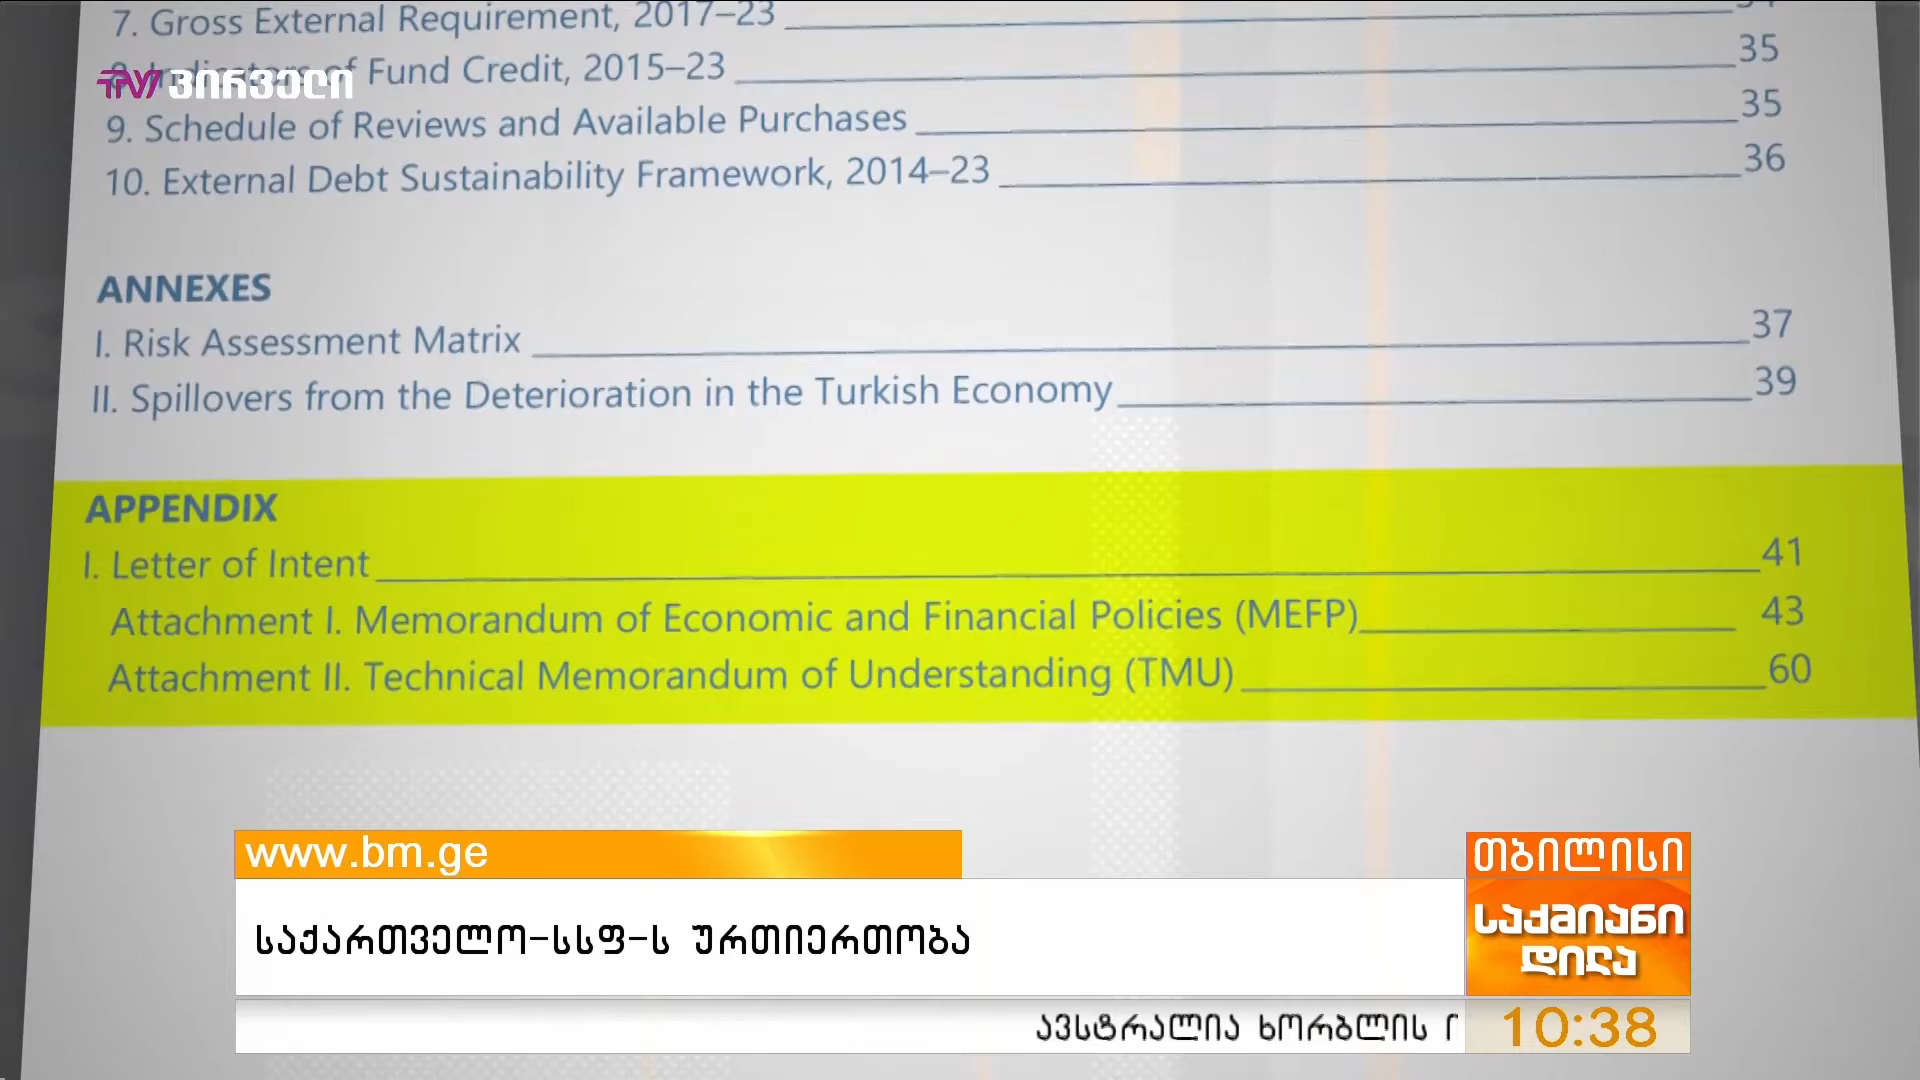 7. Gross External Requirement, 2017–23
8. Indicators of Fund Credit, 2015–23 35
TV ᲞᲘᲠᲕᲔᲚᲘ
9. Schedule of Reviews and Available Purchases 35
10. External Debt Sustainability Framework, 2014–23 36
ANNEXES
I. Risk Assessment Matrix 37
II. Spillovers from the Deterioration in the Turkish Economy 39
APPENDIX
I. Letter of Intent 41
Attachment I. Memorandum of Economic and Financial Policies (MEFP) 43
Attachment II. Technical Memorandum of Understanding (TMU) 60
www.bm.ge
საქართველო-სსფ-ს ურთიერთობა
თბილისი
საქმიანი
დილა
ავსტრალია ხორბლის
10:38